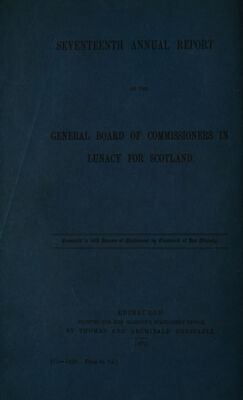 SEVENTEENTH ANNUAL REPORT
OF THE
GENERAL BOARD OF COMMISSIONERS IN
LUNACY FOR SCOTLAND.
Presented to both Houses of Parliament by Command of Her Majesty.
EDINBURGH:
PRINTED FOR HER MAJESTY'S STATIONERY OFFICE,
BY THOMAS AND ARCHIBALD CONSTABLE,